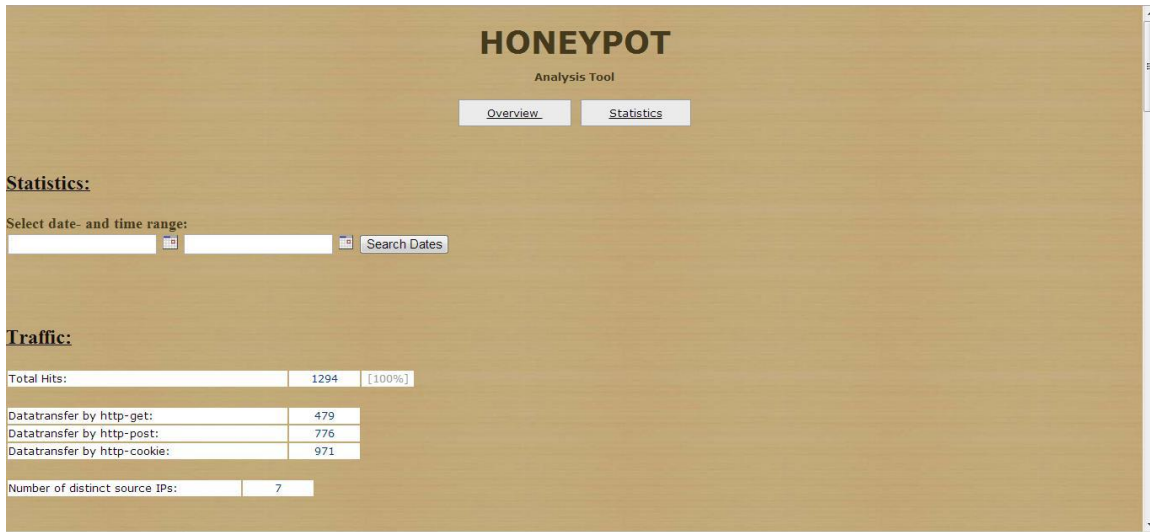 HONEYPOT
Analysis Tool
Overview Statistics
Statistics:
Select date- and time range:
Search Dates
Traffic:
Total Hits: 1294 [100%]
Datatransfer by http-get: 479
Datatransfer by http-post: 776
Datatransfer by http-cookie: 971
Number of distinct source IPs: 7